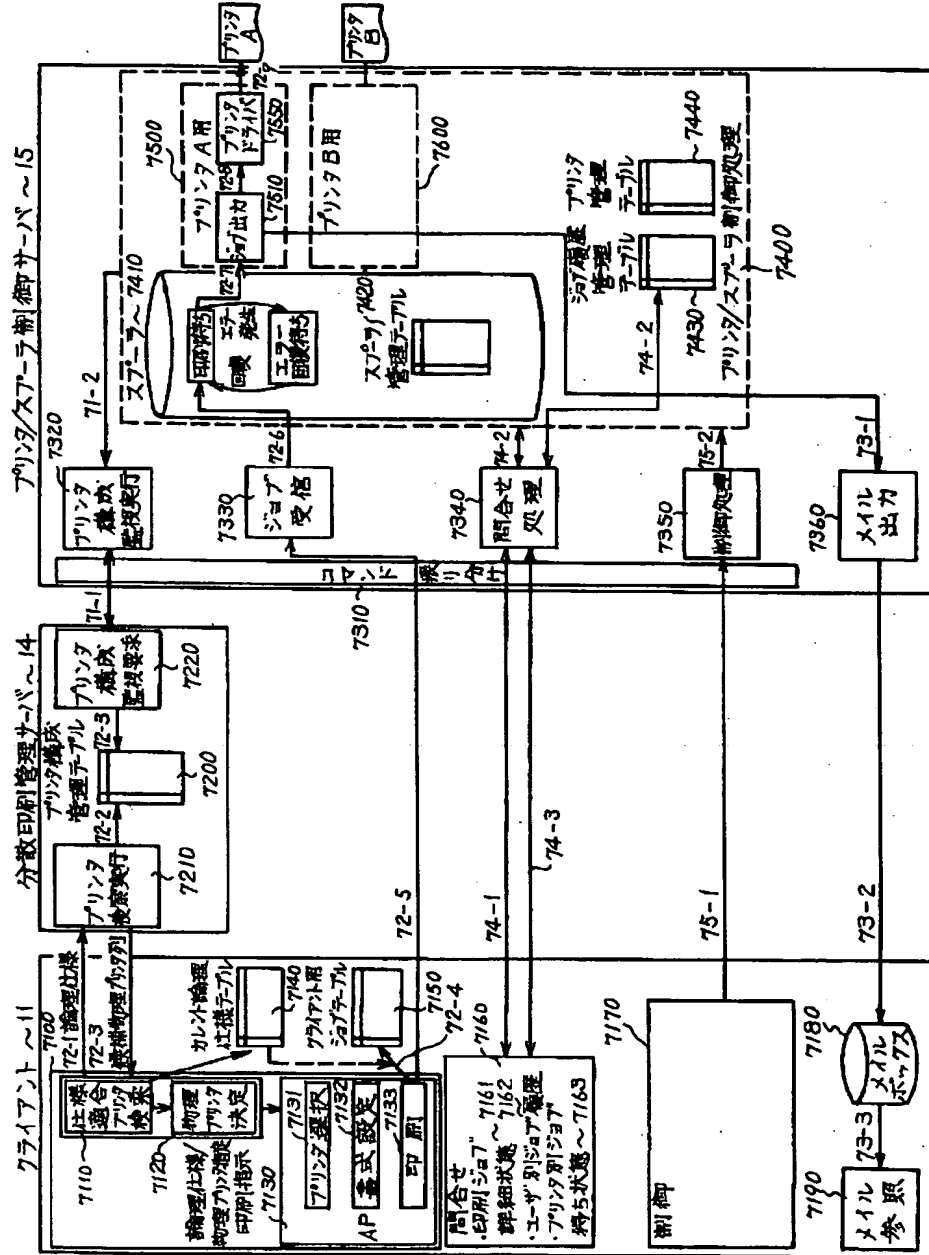 クライアント~11
7100
仕様
適合
プリンタ
検索
7110
物理
プリンタ
決定
7120
論理仕様/
物理プリンタ指定
印刷指示
7130
プリンタ選択
7131
AP
書式設定
7132
印刷
7133
72-1論理仕様
72-3
候補物理プリンタ列
カレント論理
仕様テーブル
7140
クライアント用
ジョブテーブル
7150
72-4
問合せ
7160
・印刷ジョブ
詳細状態~7161
・ユーザ別ジョブ履歴
7162
・プリンタ別ジョブ
待ち状態~7163
制御
7170
メイル
ボックス
7180
73-3
メイル
参照
7190
分散印刷管理サーバ~14
プリンタ
検索実行
7210
72-2
プリンタ構成
管理テーブル
7200
72-3
プリンタ
構成
監視要求
7220
71-1
72-5
74-1
74-3
75-1
73-2
プリンタ/スプーラ制御サーバ~15
コマンド振り分け
7310
プリンタ
構成
監視実行
7320
71-2
ジョブ
受信
7330
72-6
問合せ
処理
7340
74-2
74-2
制御処理
7350
75-2
メイル
出力
7360
73-1
スプーラ~7410
印刷待ち
エラー
発生
回復
エラー
回復待ち
スプーラ
管理テーブル
7420
72-7
プリンタA用
7500
ジョブ出力
7510
72-8
プリンタ
ドライバ
7550
72-9
プリンタ
A
プリンタB用
7600
プリンタ
B
ジョブ履歴
管理
テーブル
7430
プリンタ
管理
テーブル
7440
プリンタ/スプーラ制御処理
7400